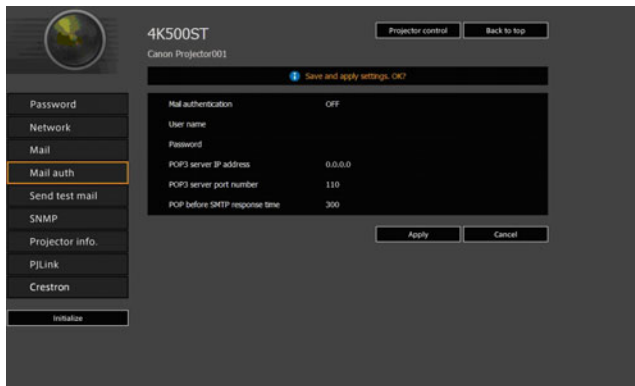 4K500ST
Projector control
Back to top
Canon Projector001
Save and apply settings. OK?
Password
Network
Mail
Mail auth
Send test mail
SNMP
Projector info.
PJLink
Crestron
Initialize
Mail authentication OFF
User name
Password
POP3 server IP address 0.0.0.0
POP3 server port number 110
POP before SMTP response time 300
Apply
Cancel